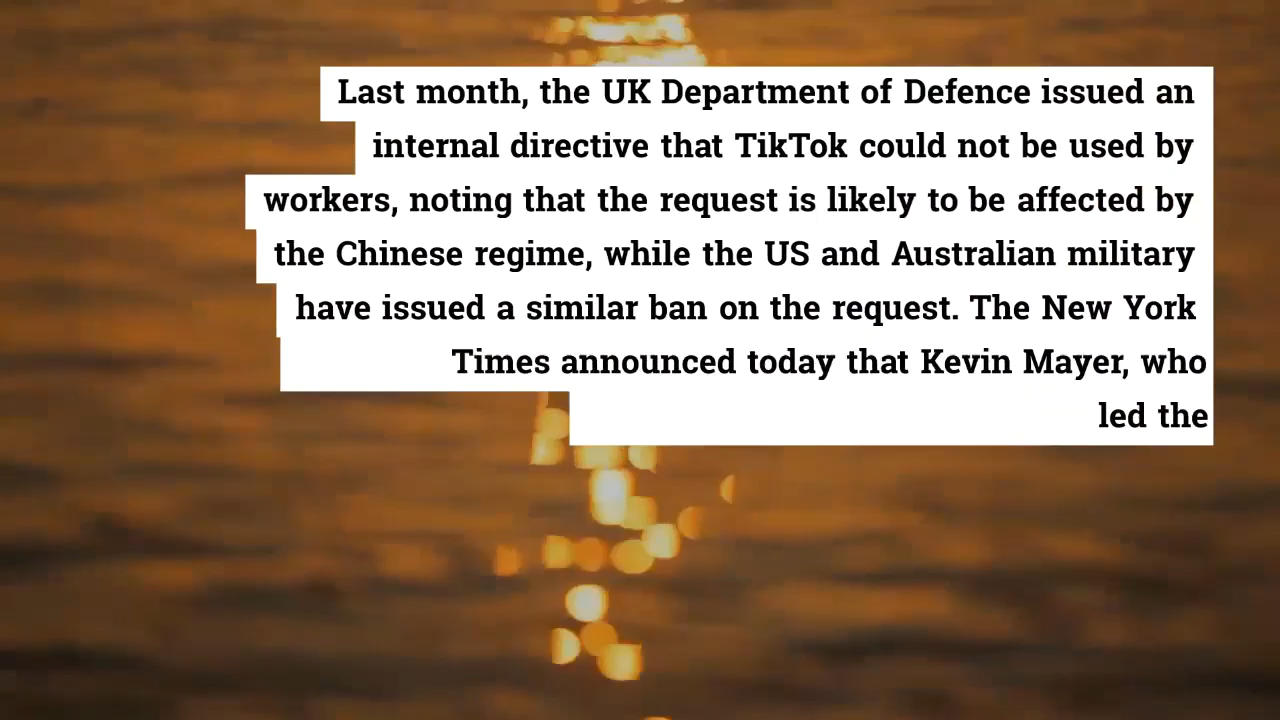 Last month, the UK Department of Defence issued an
internal directive that TikTok could not be used by
workers, noting that the request is likely to be affected by
the Chinese regime, while the US and Australian military
have issued a similar ban on the request. The New York
Times announced today that Kevin Mayer, who
led the